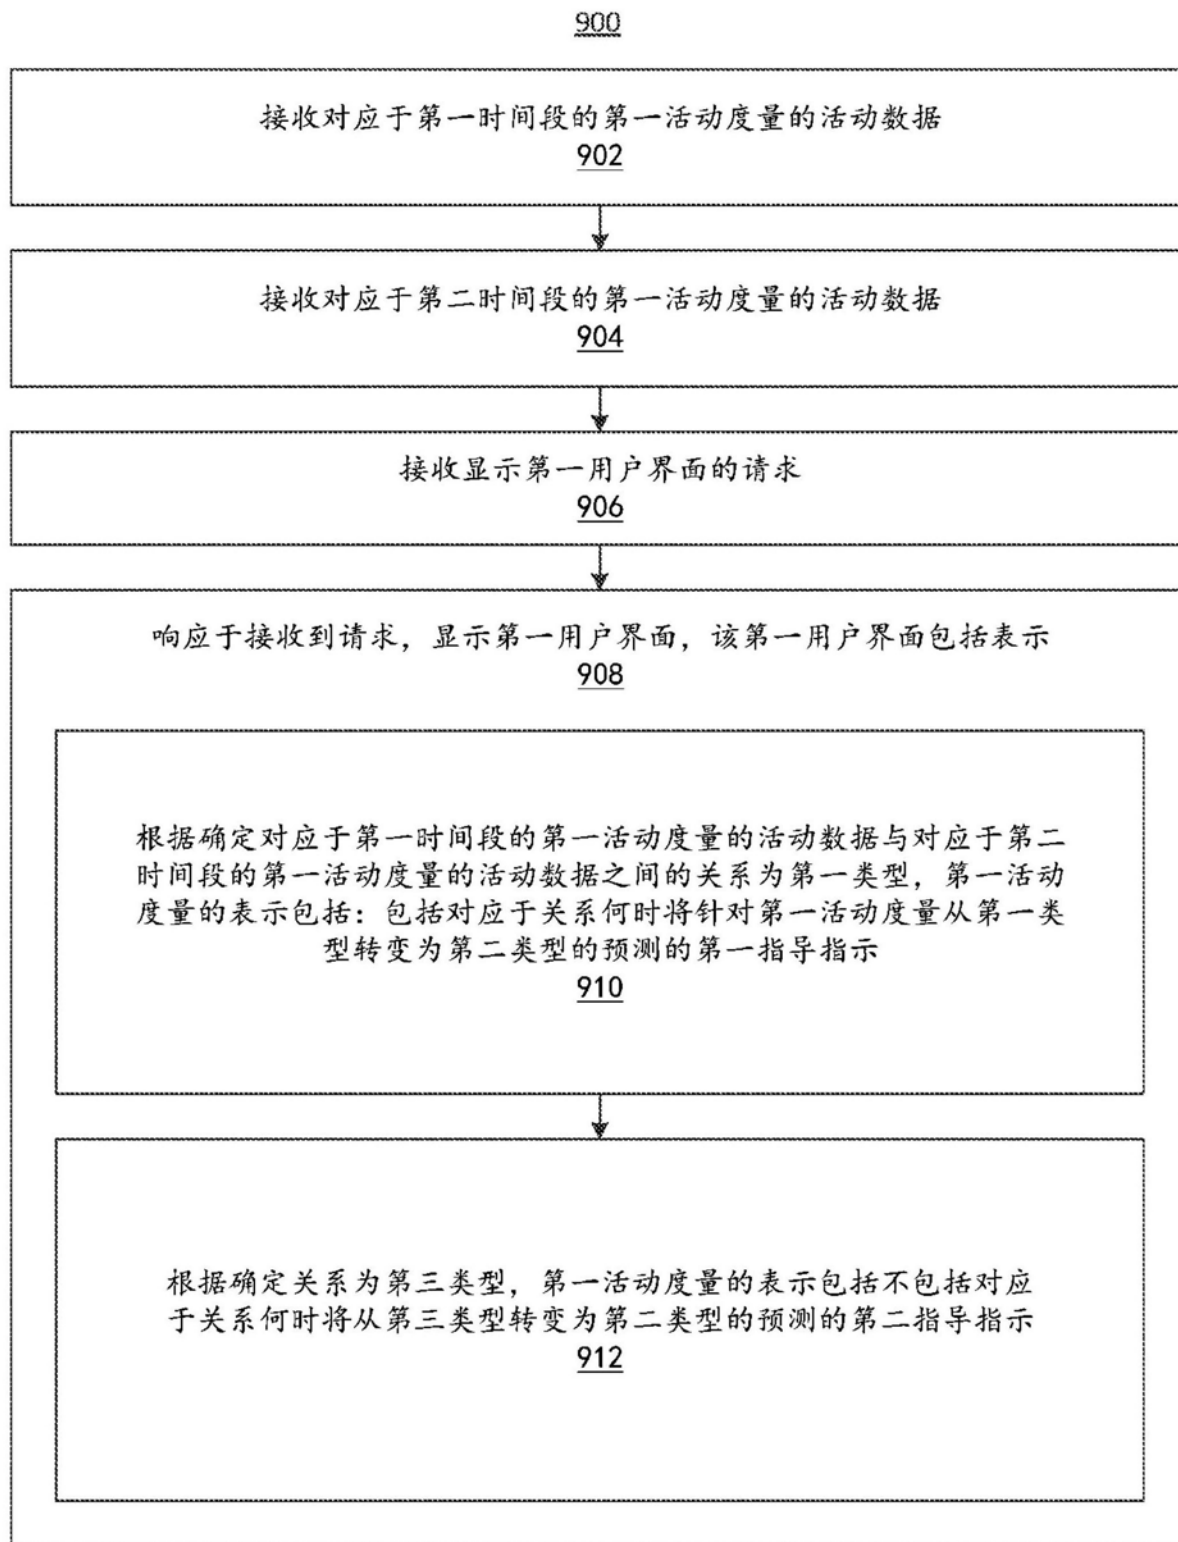 900
接收对应于第一时间段的第一活动度量的活动数据
902
接收对应于第二时间段的第一活动度量的活动数据
904
接收显示第一用户界面的请求
906
响应于接收到请求，显示第一用户界面，该第一用户界面包括表示
908
根据确定对应于第一时间段的第一活动度量的活动数据与对应于第二
时间段的第一活动度量的活动数据之间的关系为第一类型，第一活动
度量的表示包括：包括对应于关系何时将针对第一活动度量从第一类
型转变为第二类型的预测的第一指导指示
910
根据确定关系为第三类型，第一活动度量的表示包括不包括对应
于关系何时将从第三类型转变为第二类型的预测的第二指导指示
912